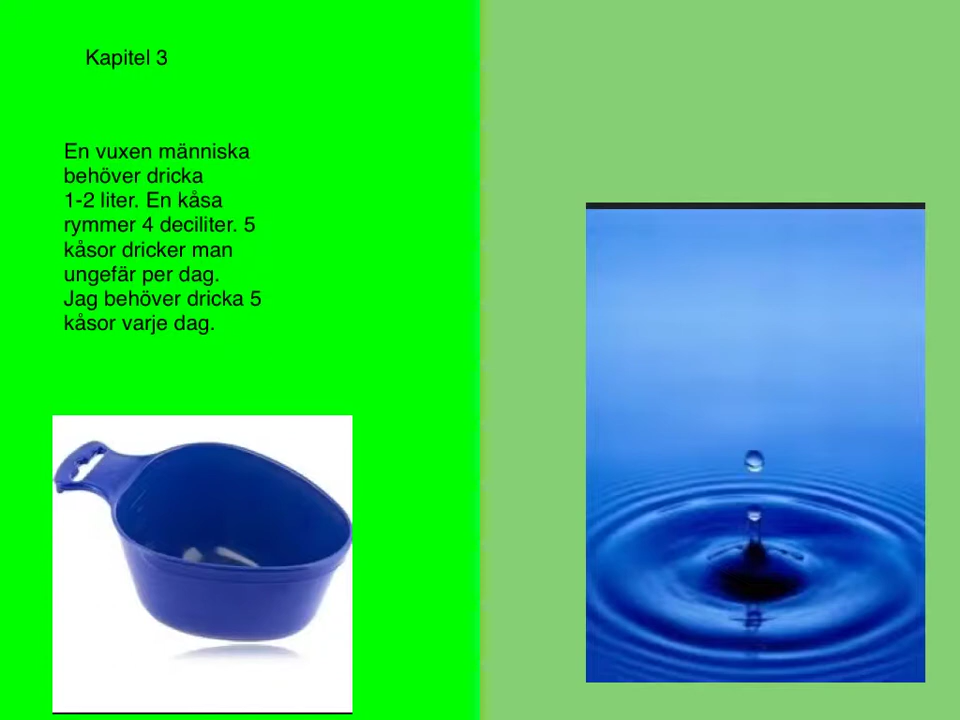 Kapitel 3
En vuxen människa
behöver dricka
1-2 liter. En kåsa
rymmer 4 deciliter. 5
kåsor dricker man
ungefär per dag.
Jag behöver dricka 5
kåsor varje dag.